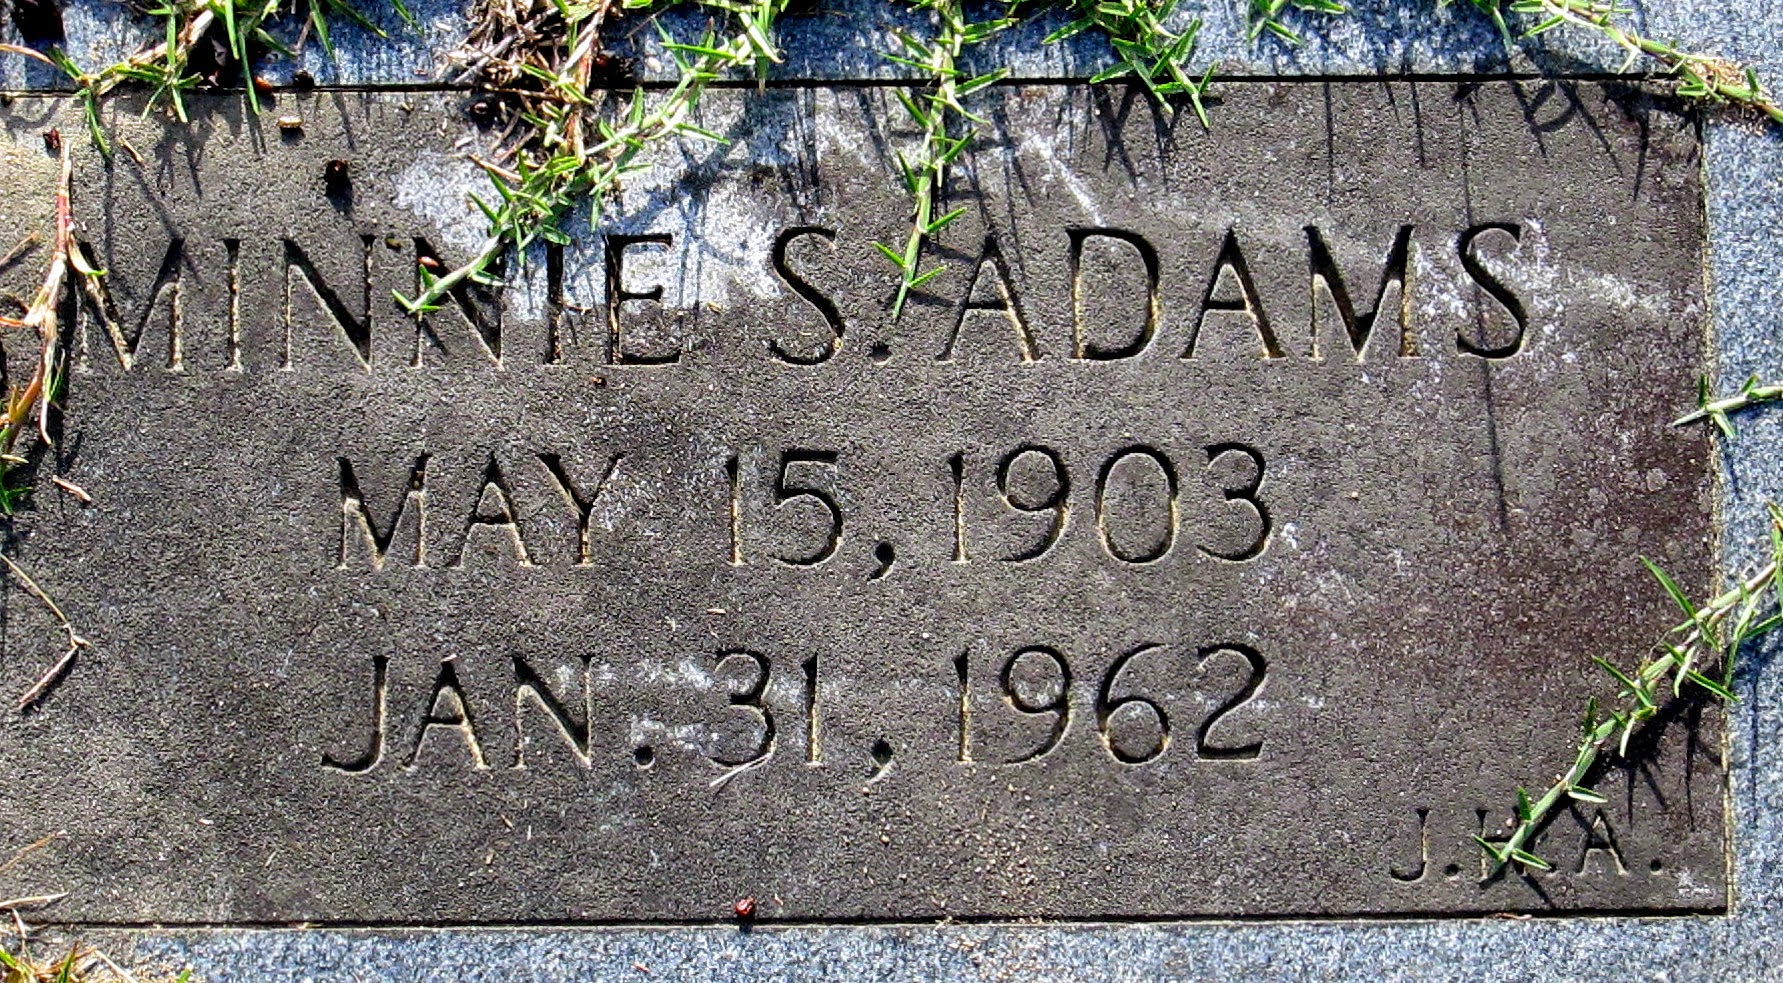 MINNIE S. ADAMS
MAY 15, 1903
JAN. 31, 1962
J.H.A.